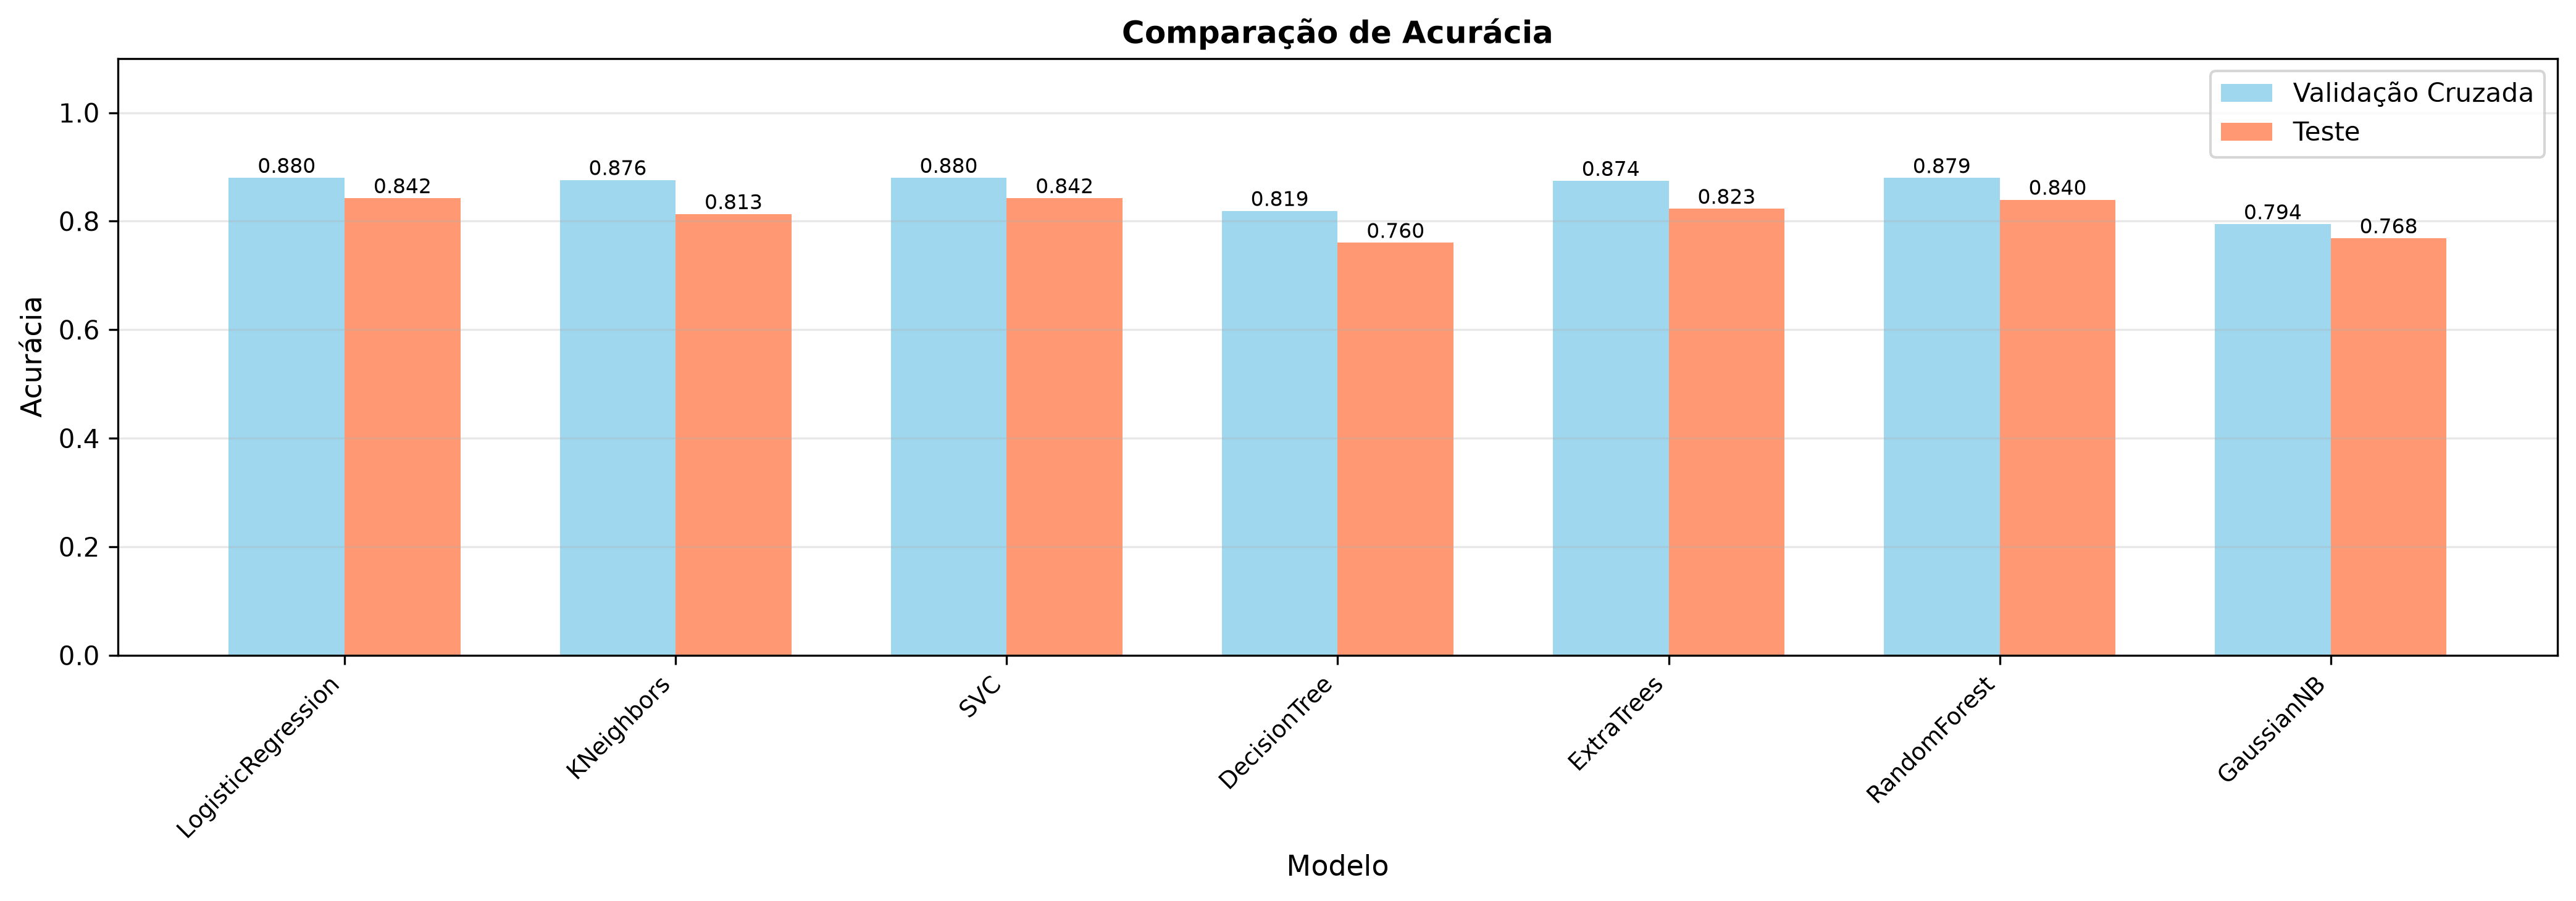 Comparação de Acurácia
Validação Cruzada
Teste
Acurácia
1.0
0.8
0.6
0.4
0.2
0.0
0.880
0.842
0.876
0.813
0.880
0.842
0.819
0.760
0.874
0.823
0.879
0.840
0.794
0.768
LogisticRegression
KNeighbors
SVC
DecisionTree
ExtraTrees
RandomForest
GaussianNB
Modelo